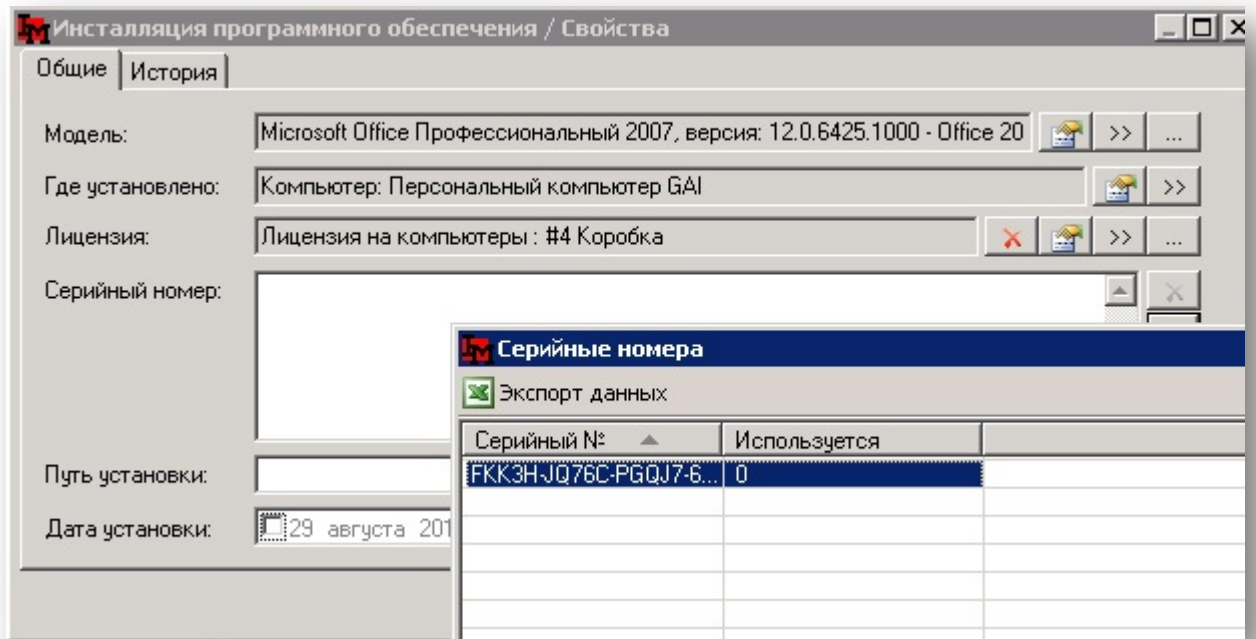 Инсталляция программного обеспечения / Свойства
Общие История
Модель: Microsoft Office Профессиональный 2007, версия: 12.0.6425.1000 - Office 20 >> ...
Где установлено: Компьютер: Персональный компьютер GAI >>
Лицензия: Лицензия на компьютеры : #4 Коробка >> ...
Серийный номер:
Серийные номера
Экспорт данных
Серийный № Используется
FKK3H-JQ76C-PGQJ7-6... 0
Путь установки:
Дата установки: 29 августа 201